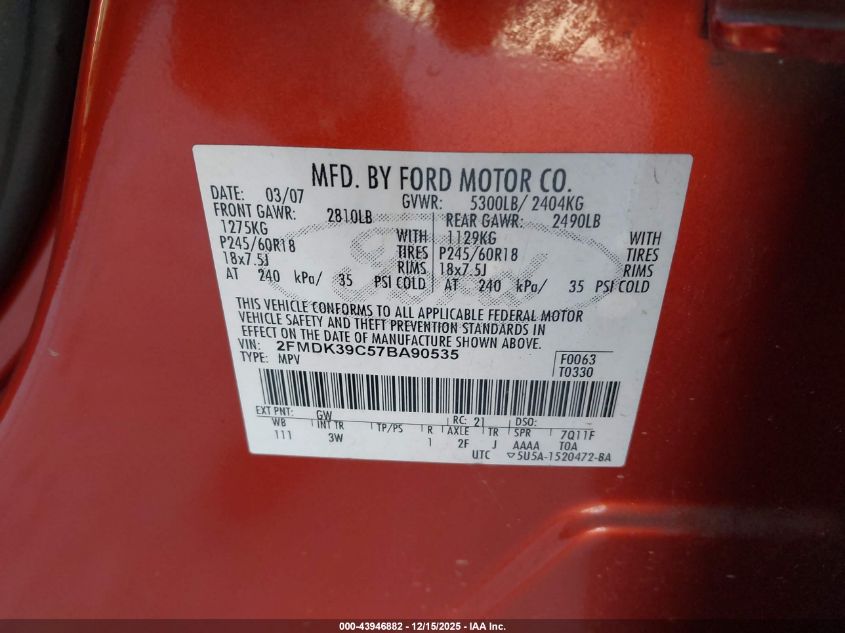 MFD. BY FORD MOTOR CO.
DATE: 03/07 GVWR: 5300LB/ 2404KG
FRONT GAWR: 2810LB REAR GAWR: 2490LB
1275KG WITH 1129KG WITH
P245/60R18 TIRES P245/60R18 TIRES
18x7.5J RIMS 18x7.5J RIMS
AT 240 kPa/ 35 PSI COLD AT 240 kPa/ 35 PSI COLD
Ford
THIS VEHICLE CONFORMS TO ALL APPLICABLE FEDERAL MOTOR
VEHICLE SAFETY AND THEFT PREVENTION STANDARDS IN
EFFECT ON THE DATE OF MANUFACTURE SHOWN ABOVE.
VIN: 2FMDK39C57BA90535 F0063
TYPE: MPV T0330
EXT PNT: GW RC: 21 DSO:
WB INT TR TP/PS R AXLE TR SPR 7Q11F
111 3W 1 2F J AAAA TOA
UTC ▽5U5A-1520472-BA
000-43946882 - 12/15/2025 - IAA Inc.